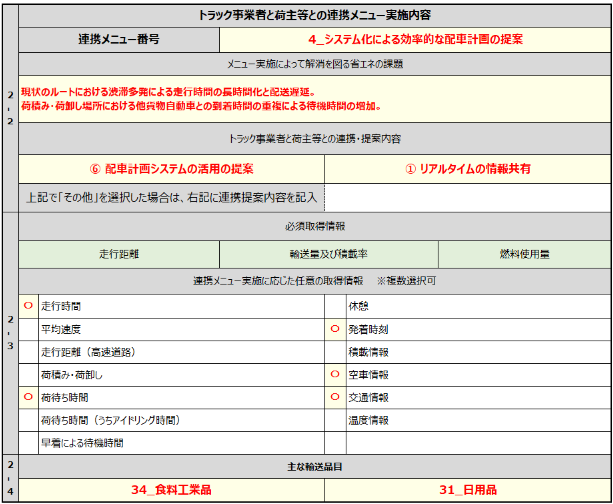 トラック事業者と荷主等との連携メニュー実施内容
連携メニュー番号
4_システム化による効率的な配車計画の提案
メニュー実施によって解消を図る省エネの課題
2-2
現状のルートにおける渋滞多発による走行時間の長時間化と配送遅延。
荷積み・荷卸し場所における他貨物自動車との到着時間の重複による待機時間の増加。
トラック事業者と荷主等との連携・提案内容
⑥ 配車計画システムの活用の提案
① リアルタイムの情報共有
上記で「その他」を選択した場合は、右記に連携提案内容を記入
2-3
必須取得情報
走行距離
輸送量及び積載率
燃料使用量
連携メニュー実施に応じた任意の取得情報 ※複数選択可
○ 走行時間
休憩
平均速度
○ 発着時刻
走行距離（高速道路）
積載情報
荷積み・荷卸し
○ 空車情報
○ 荷待ち時間
○ 交通情報
荷待ち時間（うちアイドリング時間）
温度情報
早着による待機時間
2-4
主な輸送品目
34_食料工業品
31_日用品